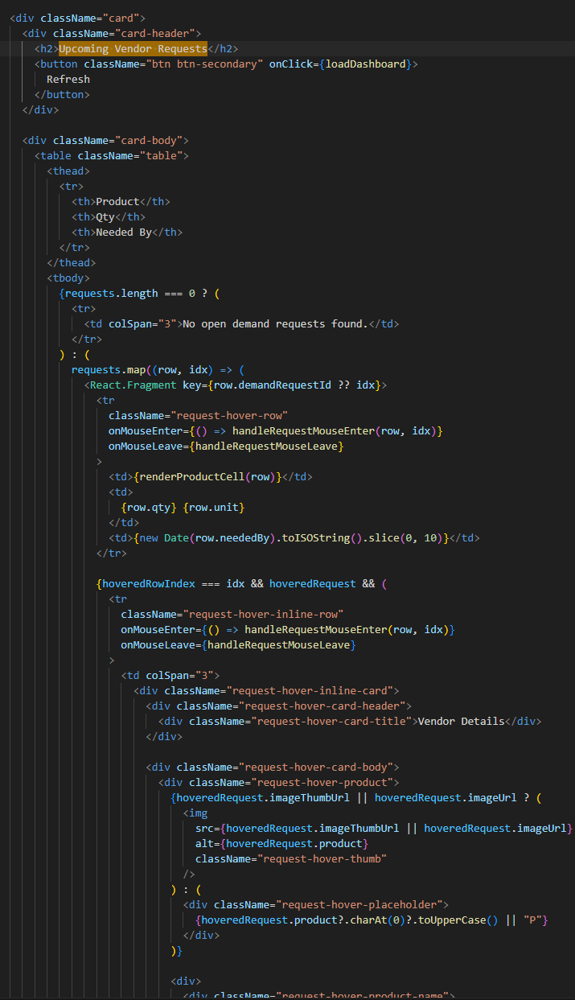 <div className="card">
<div className="card-header">
<h2>Upcoming Vendor Requests</h2>
<button className="btn btn-secondary" onClick={loadDashboard}>
Refresh
</button>
</div>
<div className="card-body">
<table className="table">
<thead>
<tr>
<th>Product</th>
<th>Qty</th>
<th>Needed By</th>
</tr>
</thead>
<tbody>
{requests.length === 0 ? (
<tr>
<td colSpan="3">No open demand requests found.</td>
</tr>
) : (
requests.map((row, idx) => (
<React.Fragment key={row.demandRequestId ?? idx}>
<tr
className="request-hover-row"
onMouseEnter={() => handleRequestMouseEnter(row, idx)}
onMouseLeave={handleRequestMouseLeave}
>
<td>{renderProductCell(row)}</td>
<td>
{row.qty} {row.unit}
</td>
<td>{new Date(row.neededBy).toISOString().slice(0, 10)}</td>
</tr>
{hoveredRowIndex === idx && hoveredRequest && (
<tr
className="request-hover-inline-row"
onMouseEnter={() => handleRequestMouseEnter(row, idx)}
onMouseLeave={handleRequestMouseLeave}
>
<td colSpan="3">
<div className="request-hover-inline-card">
<div className="request-hover-card-header">
<div className="request-hover-card-title">Vendor Details</div>
</div>
<div className="request-hover-card-body">
<div className="request-hover-product">
{hoveredRequest.imageThumbUrl || hoveredRequest.imageUrl ? (
<img
src={hoveredRequest.imageThumbUrl || hoveredRequest.imageUrl}
alt={hoveredRequest.product}
className="request-hover-thumb"
/>
) : (
<div className="request-hover-placeholder">
{hoveredRequest.product?.charAt(0)?.toUpperCase() || "P"}
</div>
)}
<div>
<div className="request-hover-product-name">